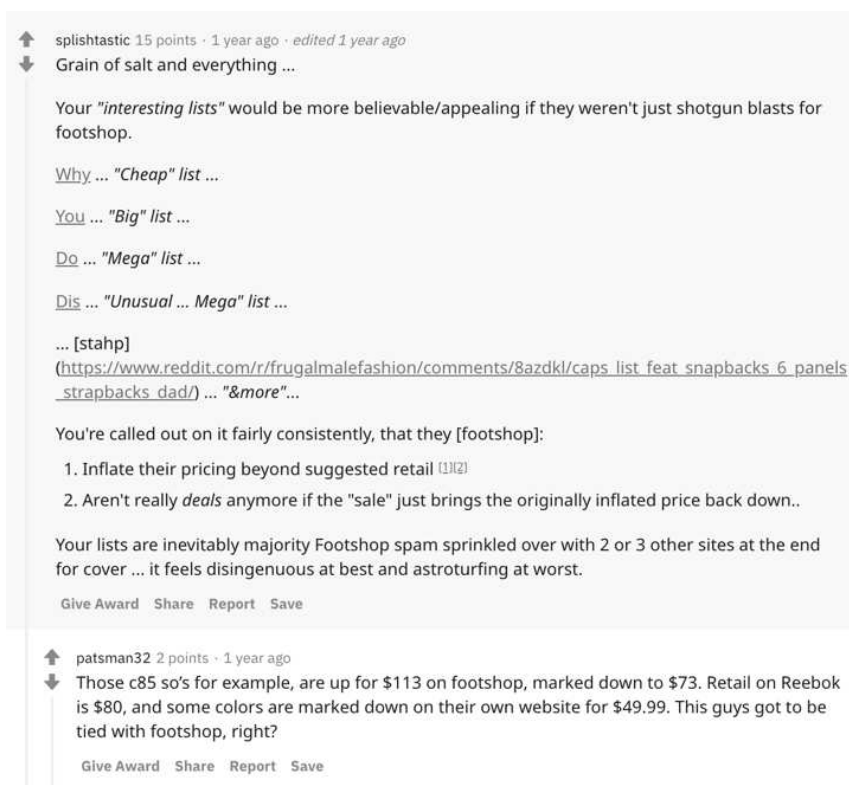 splishtastic 15 points · 1 year ago · edited 1 year ago
Grain of salt and everything ...
Your "interesting lists" would be more believable/appealing if they weren't just shotgun blasts for
footshop.
Why ... "Cheap" list ...
You ... "Big" list ...
Do ... "Mega" list ...
Dis ... "Unusual ... Mega" list ...
... [stahp]
(https://www.reddit.com/r/frugalmalefashion/comments/8azdkl/caps_list_feat_snapbacks_6_panels
_strapbacks_dad/) ... "&more"...
You're called out on it fairly consistently, that they [footshop]:
1. Inflate their pricing beyond suggested retail [1][2]
2. Aren't really deals anymore if the "sale" just brings the originally inflated price back down..
Your lists are inevitably majority Footshop spam sprinkled over with 2 or 3 other sites at the end
for cover ... it feels disingenuous at best and astroturfing at worst.
Give Award Share Report Save
patsman32 2 points · 1 year ago
Those c85 so's for example, are up for $113 on footshop, marked down to $73. Retail on Reebok
is $80, and some colors are marked down on their own website for $49.99. This guys got to be
tied with footshop, right?
Give Award Share Report Save